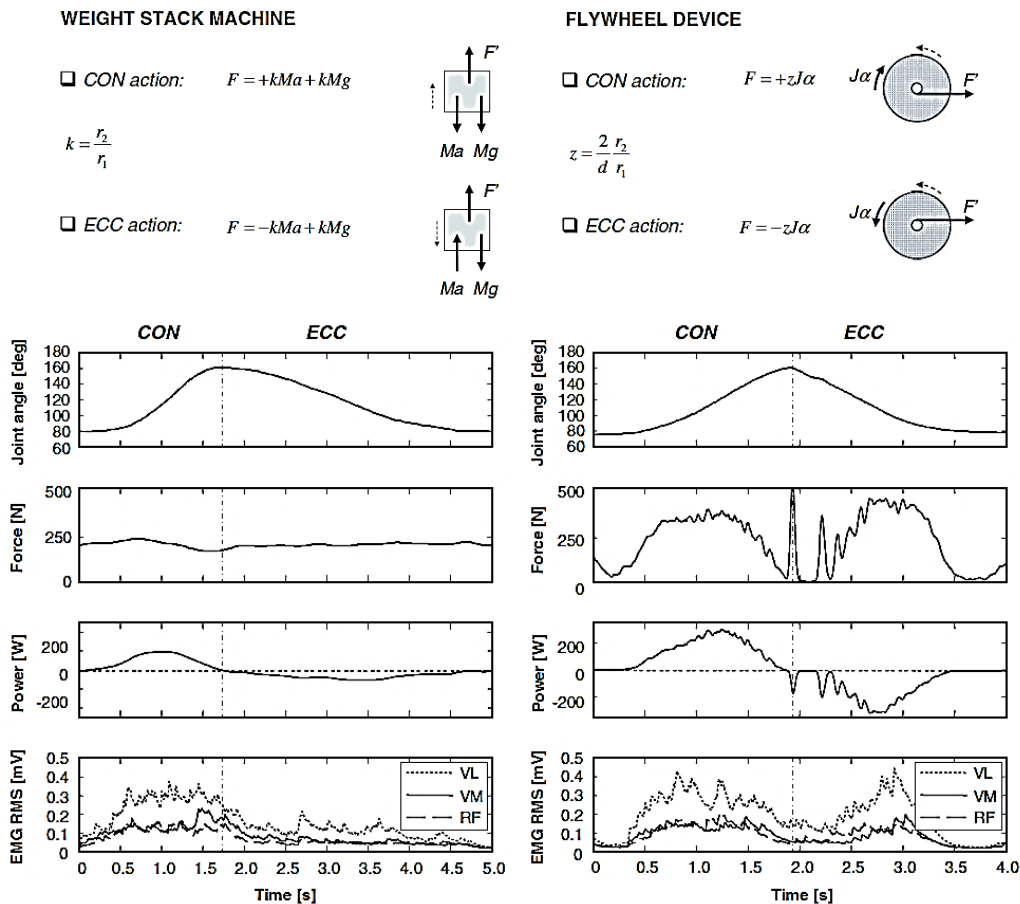 WEIGHT STACK MACHINE
❑ CON action: F = +kMa + kMg
F'
Ma Mg
k = r₂/r₁
❑ ECC action: F = −kMa + kMg
F'
Ma Mg
FLYWHEEL DEVICE
❑ CON action: F = +zJα
Jα F'
z = 2/d r₂/r₁
❑ ECC action: F = −zJα
Jα F'
CON ECC
Joint angle [deg]
180
160
140
120
100
80
60
Force [N]
500
250
0
Power [W]
200
0
-200
EMG RMS [mV]
0.5
0.4
0.3
0.2
0.1
0
VL
VM
RF
0 0.5 1.0 1.5 2.0 2.5 3.0 3.5 4.0 4.5 5.0
Time [s]
CON ECC
Joint angle [deg]
180
160
140
120
100
80
60
Force [N]
500
250
0
Power [W]
200
0
-200
EMG RMS [mV]
0.5
0.4
0.3
0.2
0.1
0
VL
VM
RF
0 0.5 1.0 1.5 2.0 2.5 3.0 3.5 4.0
Time [s]